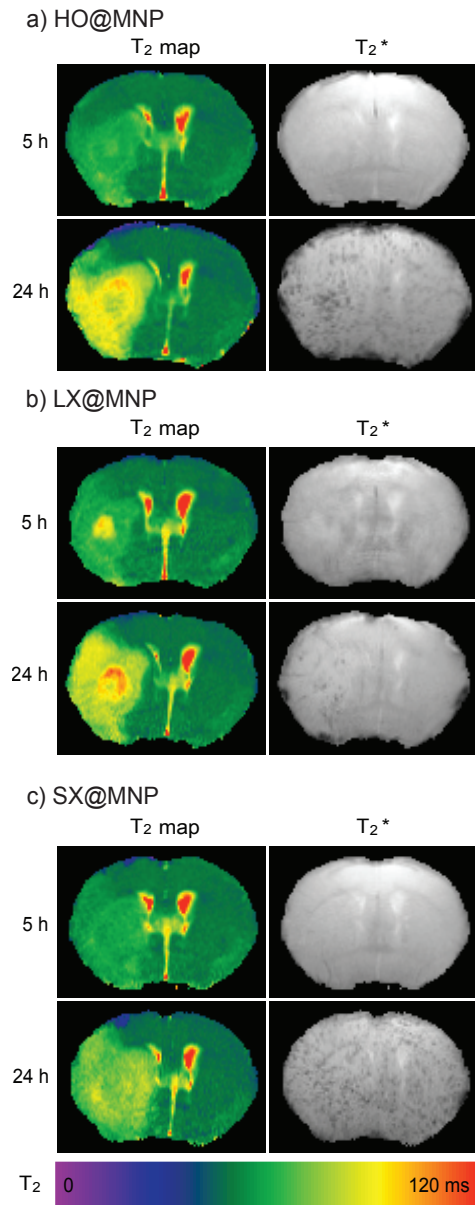 a) HO@MNP
T₂ map T₂*
5 h
24 h
b) LX@MNP
T₂ map T₂*
5 h
24 h
c) SX@MNP
T₂ map T₂*
5 h
24 h
T₂ 0 120 ms